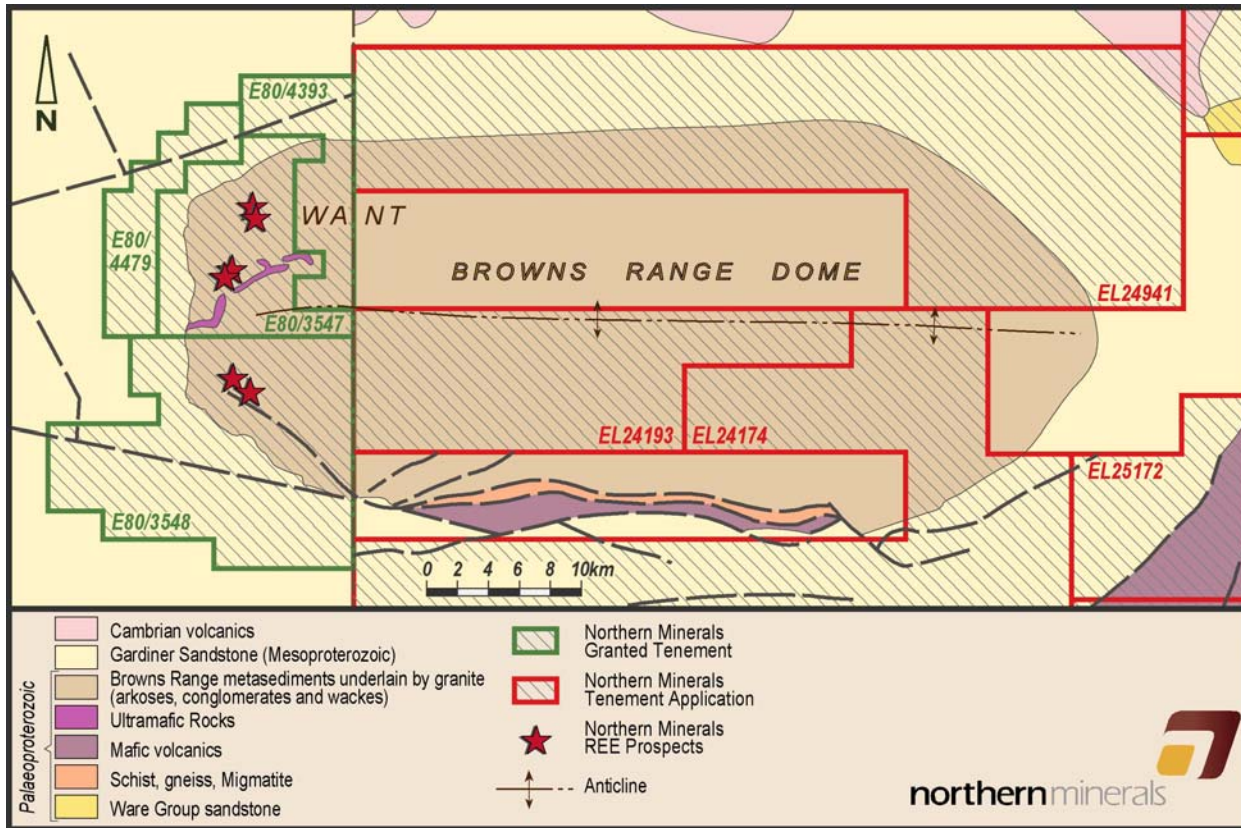 N
E80/4393
E80/
4479
WA NT
BROWNS RANGE DOME
E80/3547
EL24941
EL24193
EL24174
EL25172
E80/3548
0 2 4 6 8 10km
Cambrian volcanics
Gardiner Sandstone (Mesoproterozoic)
Palaeoproterozoic
Browns Range metasediments underlain by granite
(arkoses, conglomerates and wackes)
Ultramafic Rocks
Mafic volcanics
Schist, gneiss, Migmatite
Ware Group sandstone
Northern Minerals
Granted Tenement
Northern Minerals
Tenement Application
Northern Minerals
REE Prospects
Anticline
northernminerals